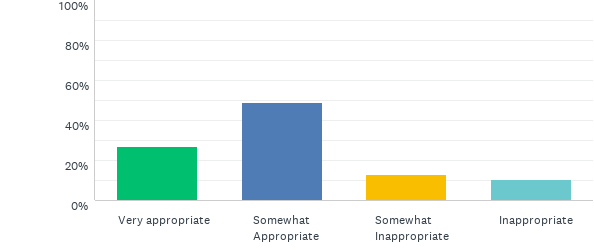 100%
80%
60%
40%
20%
0%
Very appropriate
Somewhat
Appropriate
Somewhat
Inappropriate
Inappropriate